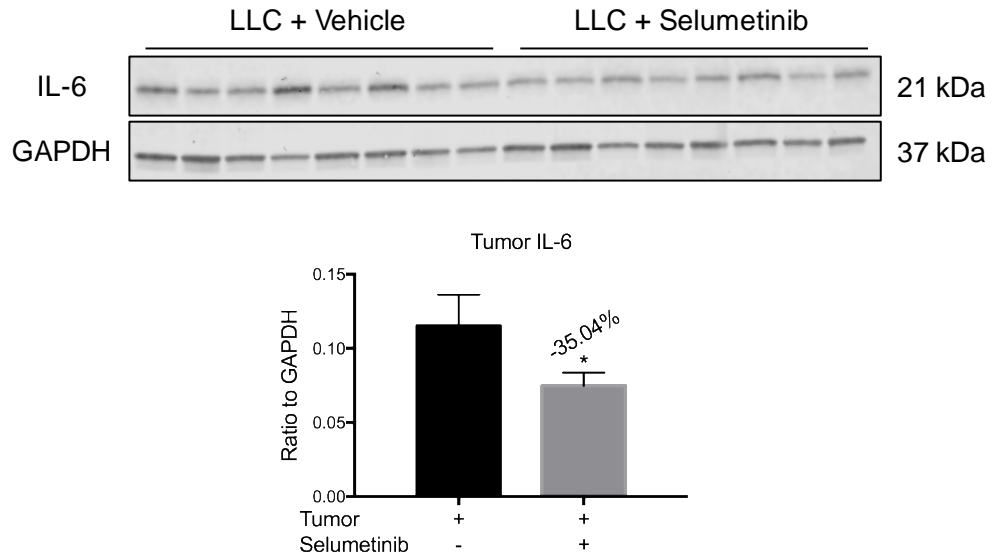 LLC + Vehicle LLC + Selumetinib
IL-6 21 kDa
GAPDH 37 kDa
Tumor IL-6
0.15
-35.04%
*
0.10
0.05
0.00
Ratio to GAPDH
Tumor + +
Selumetinib - +